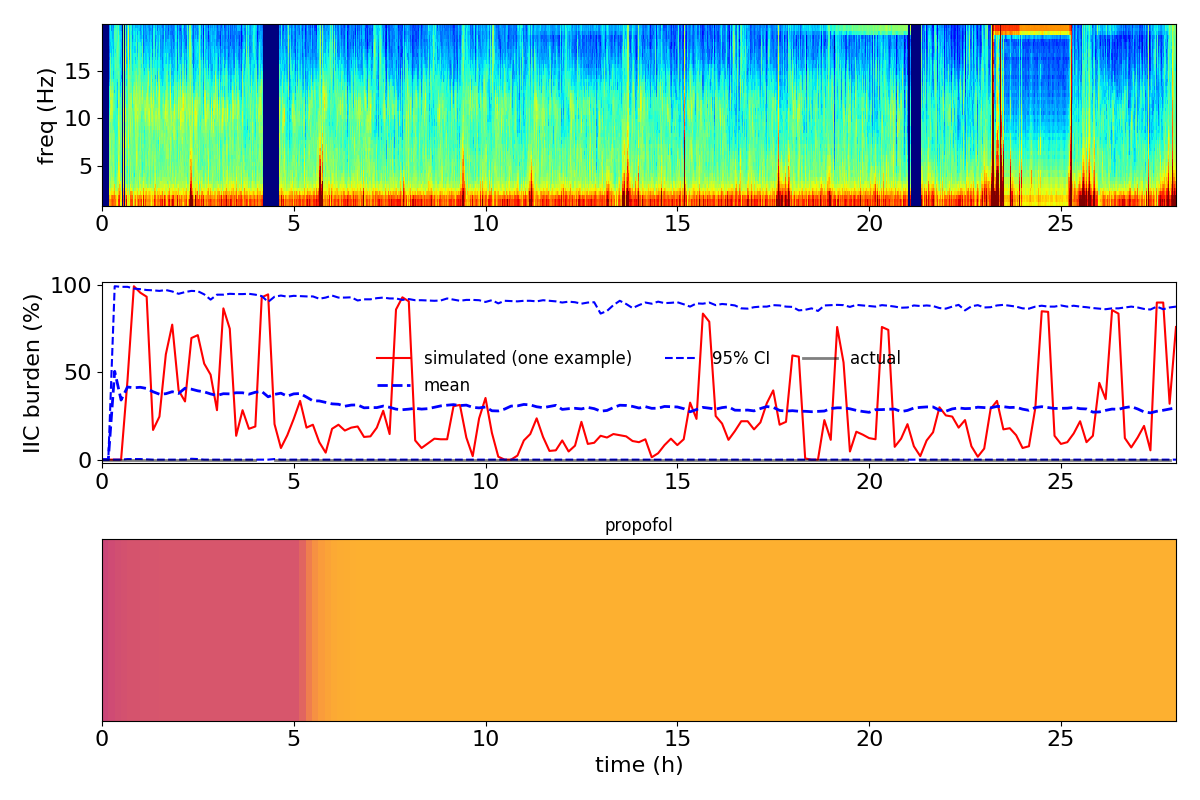 freq (Hz)
15
10
5
0 5 10 15 20 25
IIC burden (%)
100
50
0
simulated (one example) 95% CI actual
mean
0 5 10 15 20 25
propofol
0 5 10 15 20 25
time (h)